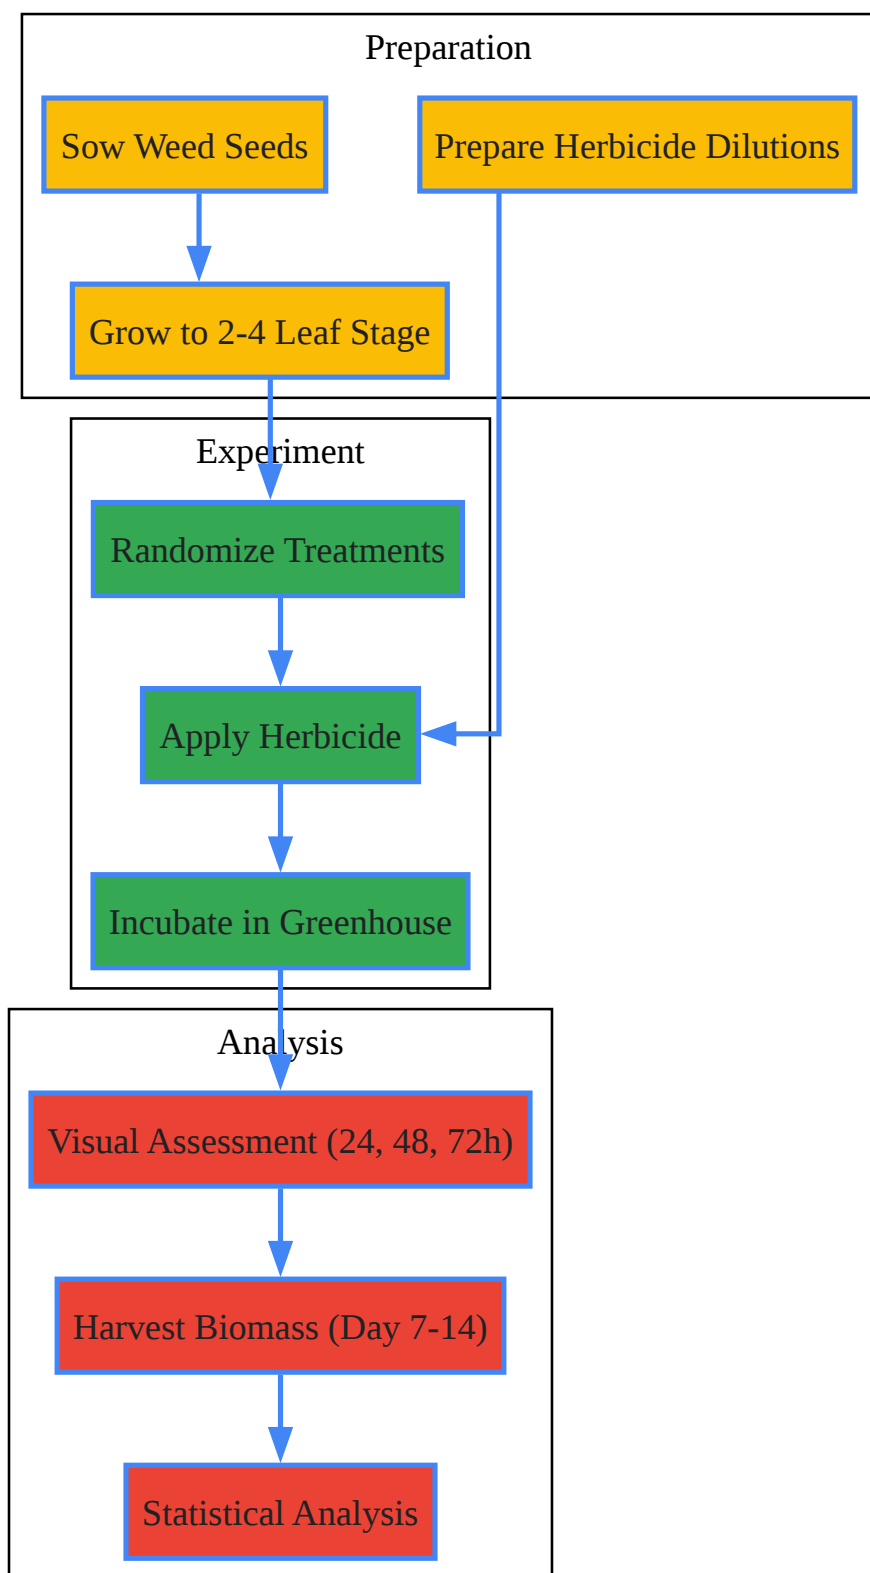 Preparation
Sow Weed Seeds
Prepare Herbicide Dilutions
Grow to 2-4 Leaf Stage
Experiment
Randomize Treatments
Apply Herbicide
Incubate in Greenhouse
Analysis
Visual Assessment (24, 48, 72h)
Harvest Biomass (Day 7-14)
Statistical Analysis